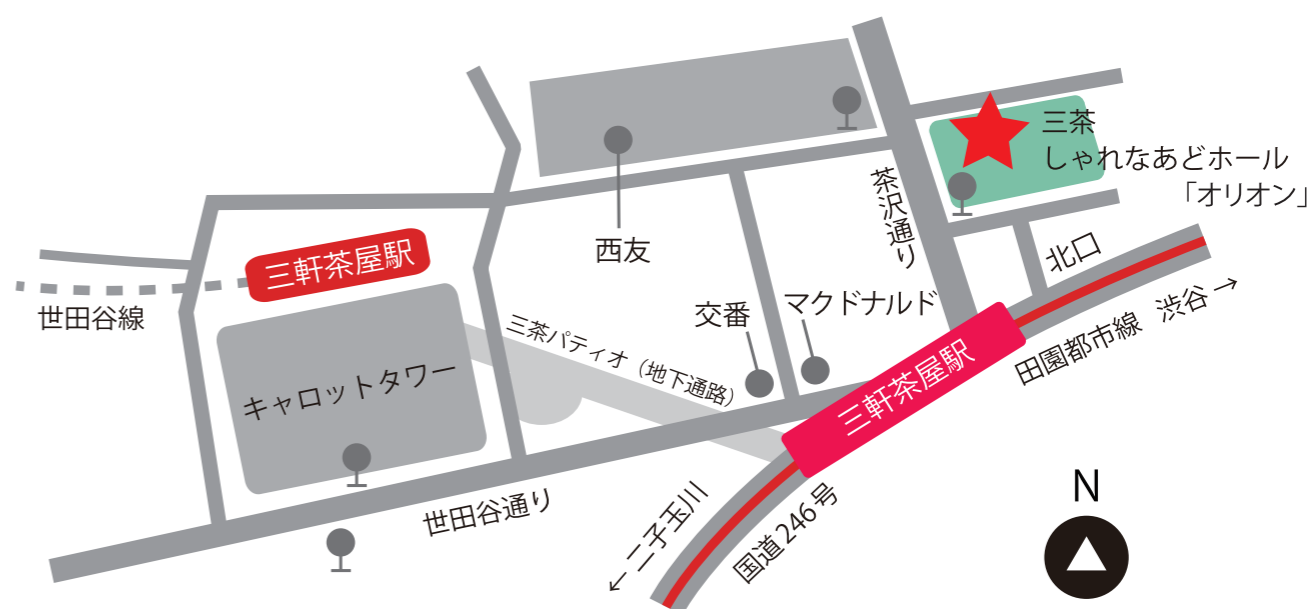 三茶
しゃれなあどホール
「オリオン」
茶沢通り
西友
北口
三軒茶屋駅
世田谷線
交番
マクドナルド
三茶パティオ（地下通路）
田園都市線 渋谷→
キャロットタワー
三軒茶屋駅
世田谷通り
←二子玉川
国道246号
N